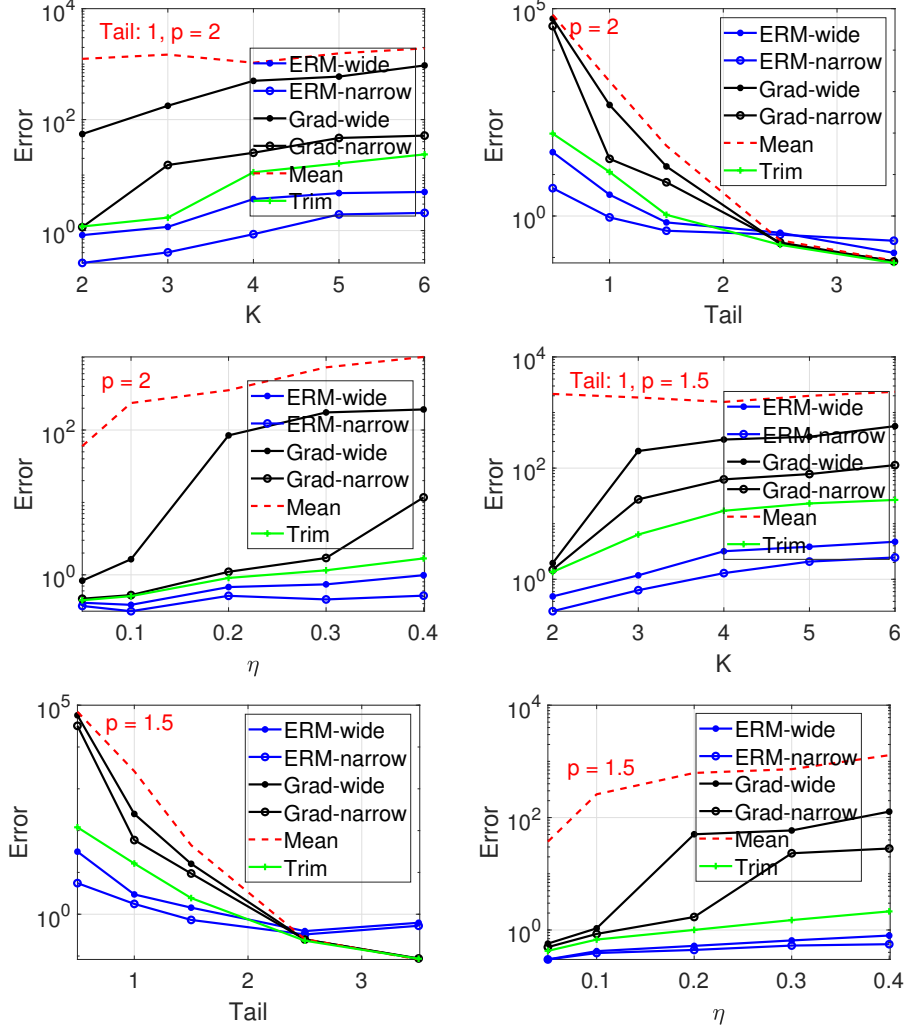 Tail: 1, p = 2
ERM-wide
ERM-narrow
Grad-wide
Grad-narrow
Mean
Trim
10^4
10^2
10^0
Error
2 3 4 5 6
K
p = 2
ERM-wide
ERM-narrow
Grad-wide
Grad-narrow
Mean
Trim
10^5
10^0
Error
1 2 3
Tail
p = 2
ERM-wide
ERM-narrow
Grad-wide
Grad-narrow
Mean
Trim
10^2
10^0
Error
0.1 0.2 0.3 0.4
η
Tail: 1, p = 1.5
ERM-wide
ERM-narrow
Grad-wide
Grad-narrow
Mean
Trim
10^4
10^2
10^0
Error
2 3 4 5 6
K
p = 1.5
ERM-wide
ERM-narrow
Grad-wide
Grad-narrow
Mean
Trim
10^5
10^0
Error
1 2 3
Tail
p = 1.5
ERM-wide
ERM-narrow
Grad-wide
Grad-narrow
Mean
Trim
10^4
10^2
10^0
Error
0.1 0.2 0.3 0.4
η